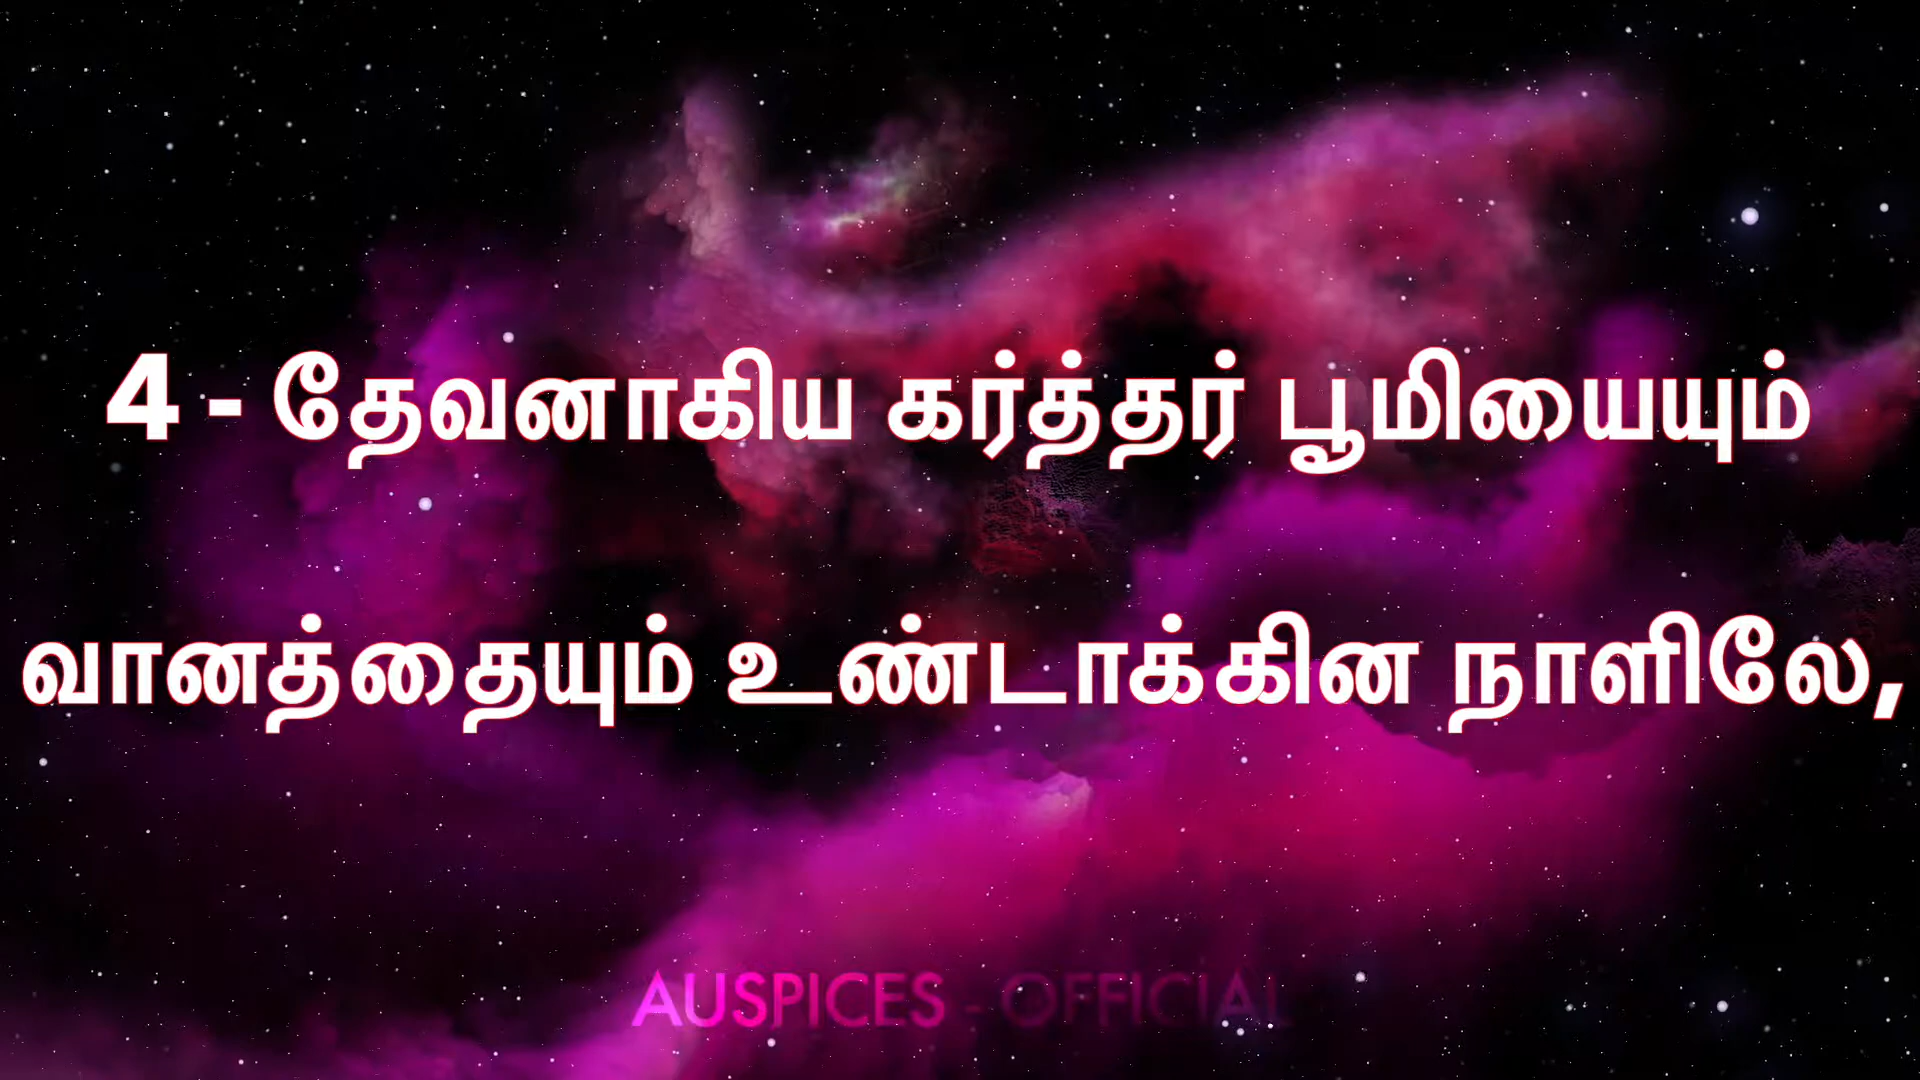 4 - தேவனாகிய கர்த்தர் பூமியையும்
வானத்தையும் உண்டாக்கின நாளிலே,
AUSPICES - OFFICIAL